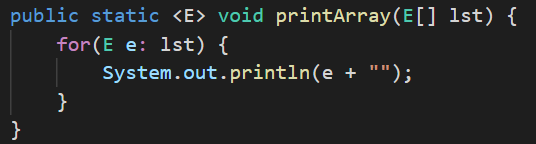 public static <E> void printArray(E[] lst) {
    for(E e: lst) {
        System.out.println(e + "");
    }
}